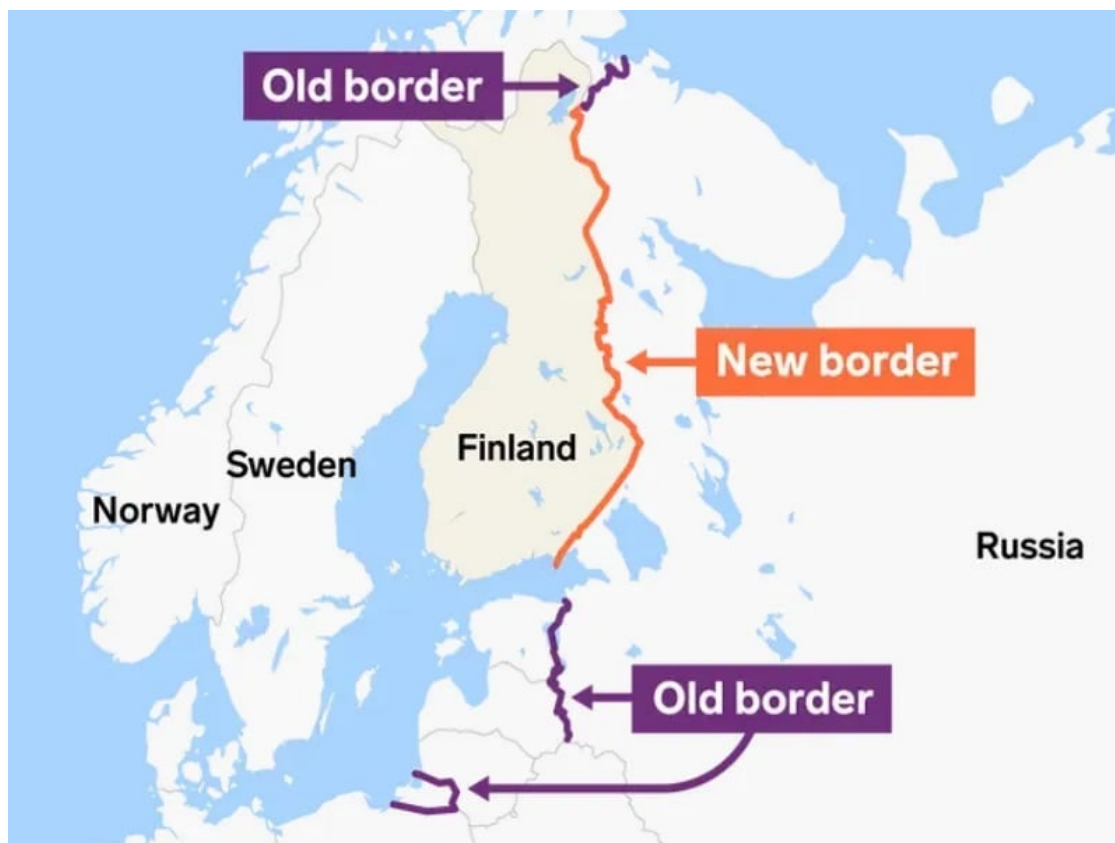 Old border
New border
Finland
Sweden
Norway
Russia
Old border